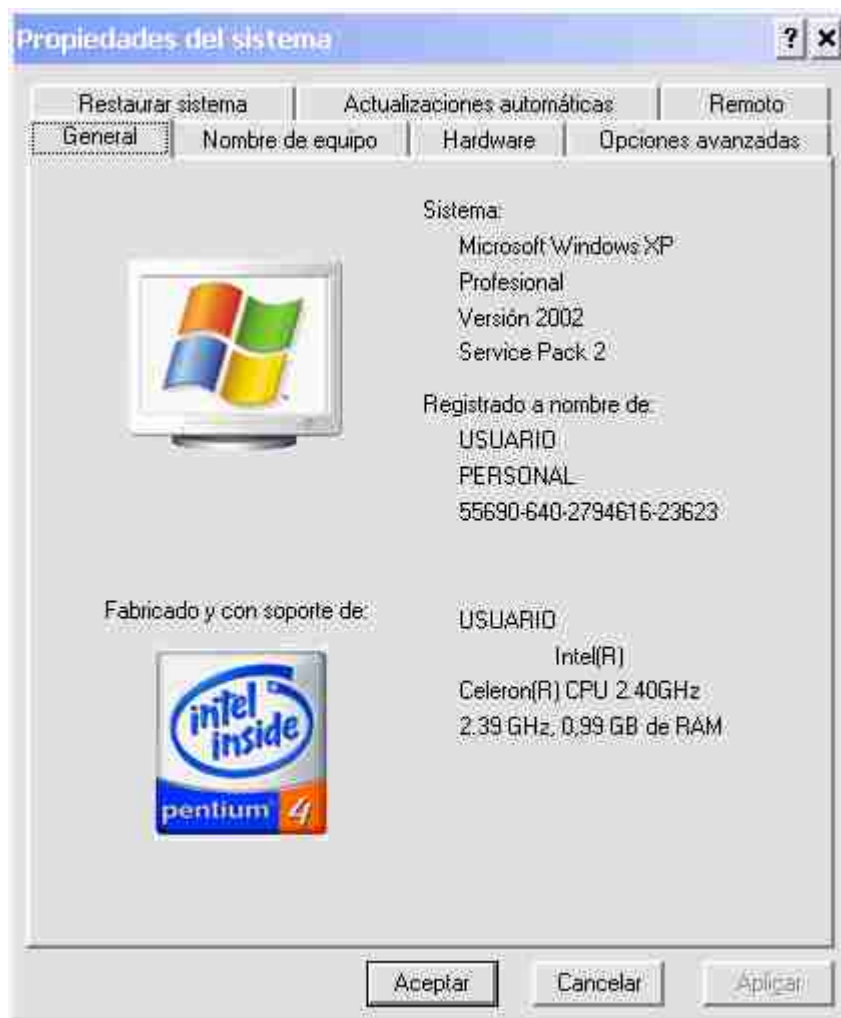 Propiedades del sistema
Restaurar sistema
Actualizaciones automáticas
Remoto
General
Nombre de equipo
Hardware
Opciones avanzadas
Sistema:
Microsoft Windows XP
Profesional
Versión 2002
Service Pack 2
Registrado a nombre de:
USUARIO
PERSONAL
55690-640-2794616-23623
Fabricado y con soporte de:
intel
inside
pentium 4
USUARIO
Intel(R)
Celeron(R) CPU 2.40GHz
2.39 GHz, 0,99 GB de RAM
Aceptar
Cancelar
Aplicar